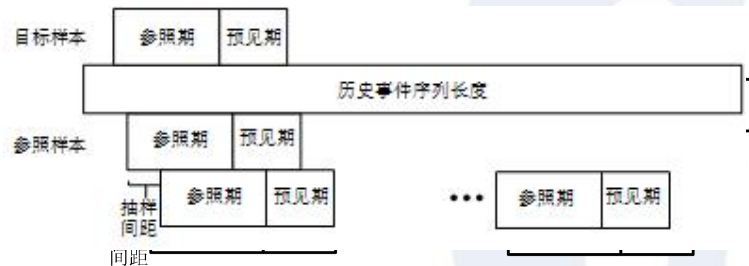 目标样本 参照期 预见期
历史事件序列长度
参照样本 参照期 预见期
参照期 预见期 ••• 参照期 预见期
抽样
间距
间距